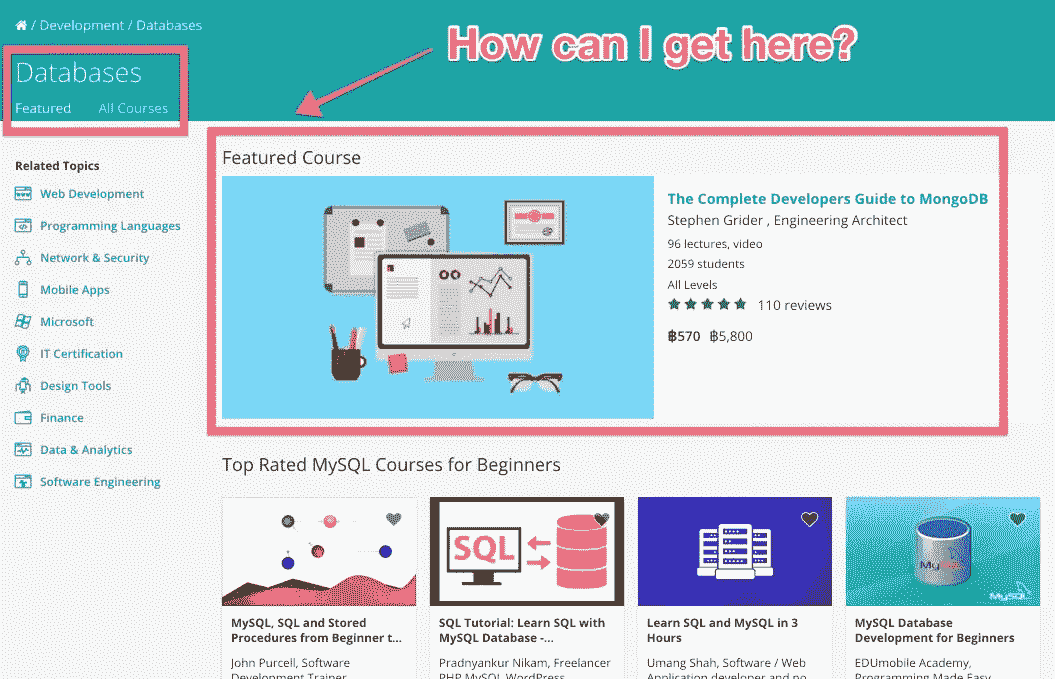 / Development / Databases
How can I get here?
Databases
Featured All Courses
Related Topics
Web Development
Programming Languages
Network & Security
Mobile Apps
Microsoft
IT Certification
Design Tools
Finance
Data & Analytics
Software Engineering
Featured Course
The Complete Developers Guide to MongoDB
Stephen Grider , Engineering Architect
96 lectures, video
2059 students
All Levels
110 reviews
฿570 ฿5,800
Top Rated MySQL Courses for Beginners
SQL
MySQL
MySQL, SQL and Stored
Procedures from Beginner t...
John Purcell, Software
Development Trainer
SQL Tutorial: Learn SQL with
MySQL Database -...
Pradnyankur Nikam, Freelancer
PHP MySQL WordPress
Learn SQL and MySQL in 3
Hours
Umang Shah, Software / Web
Application developer and
MySQL Database
Development for Beginners
EDUmobile Academy,
Programming Made Easy